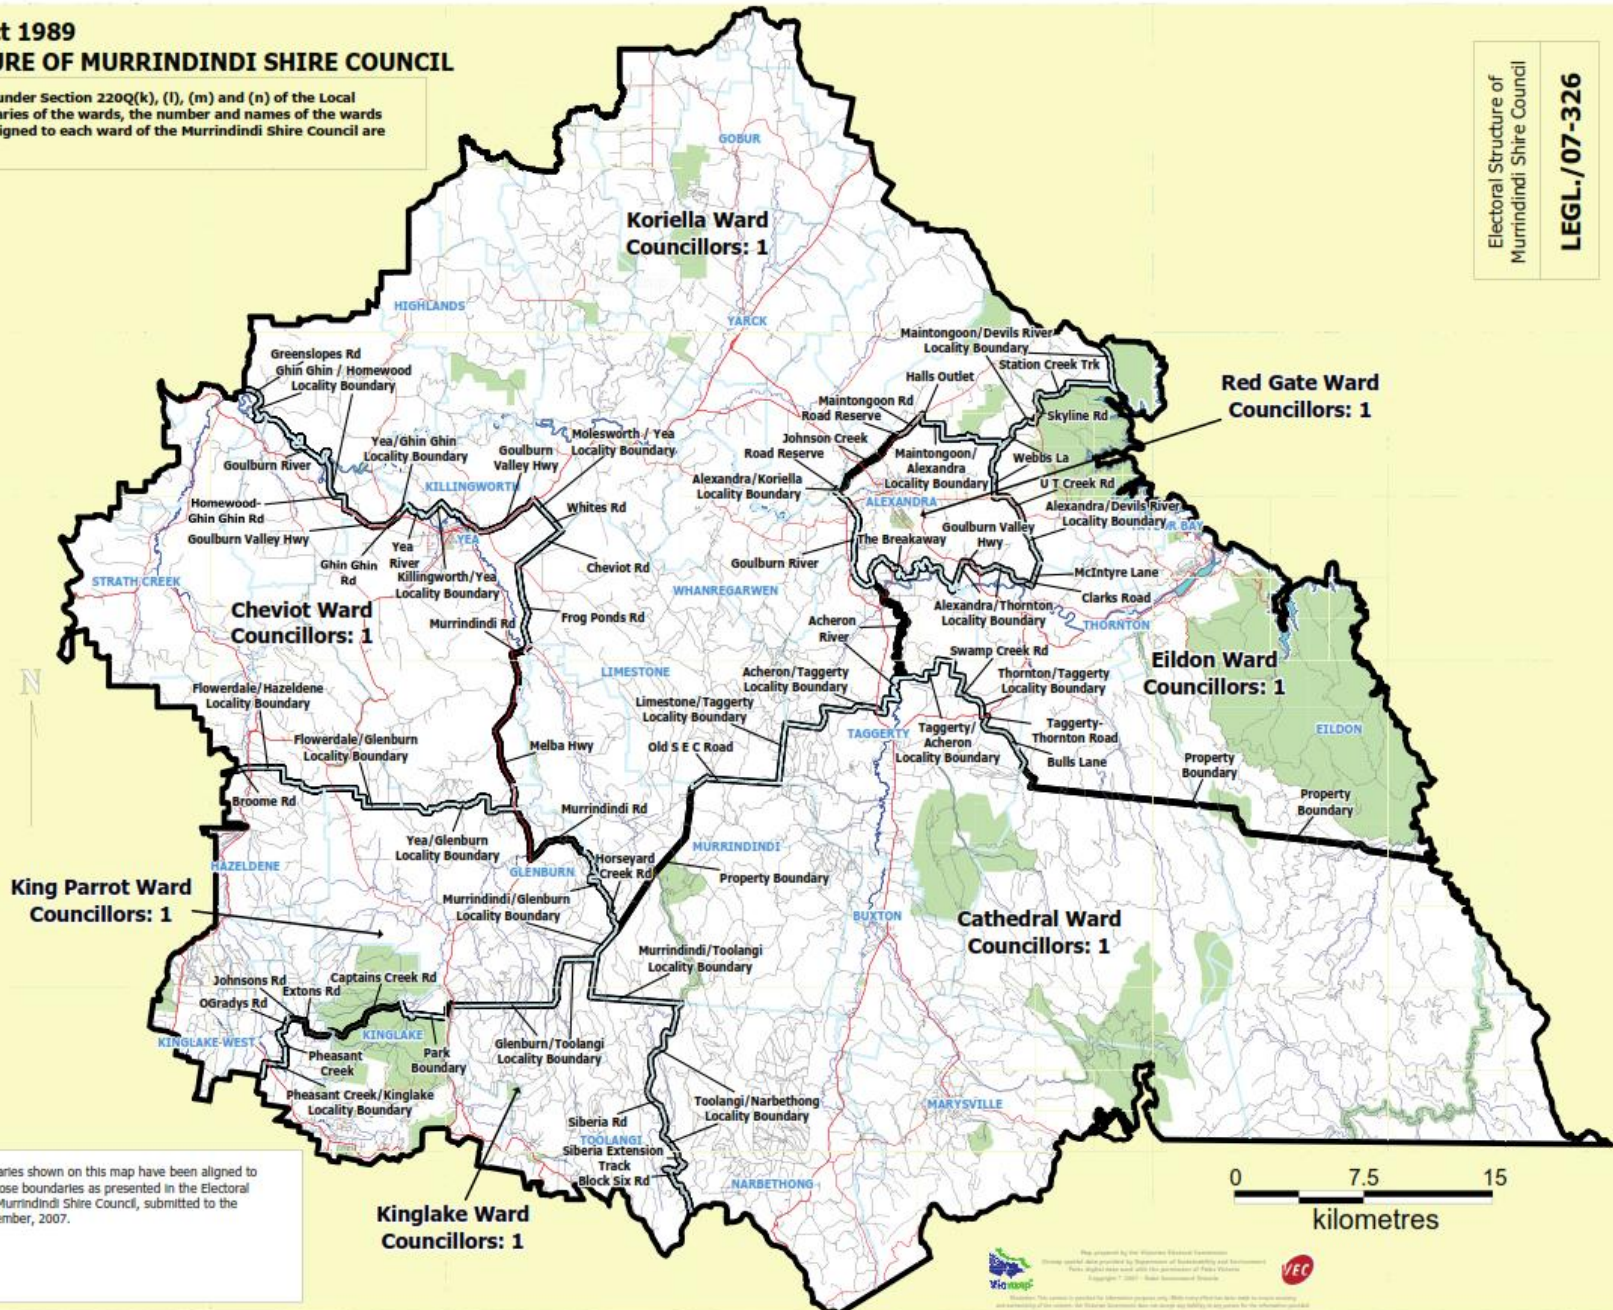 t 1989
URE OF MURRINDINDI SHIRE COUNCIL
under Section 220Q(k), (l), (m) and (n) of the Local
aries of the wards, the number and names of the wards
igned to each ward of the Murrindindi Shire Council are
Electoral Structure of
Murrindindi Shire Council
LEGL./07-326
GOBUR
Koriella Ward
Councillors: 1
HIGHLANDS
YARCK
Maintongoon/Devils River
Locality Boundary
Station Creek Trk
Greenslopes Rd
Ghin Ghin / Homewood
Locality Boundary
Halls Outlet
Red Gate Ward
Councillors: 1
Maintongoon Rd
Road Reserve
Skyline Rd
Johnson Creek
Road Reserve
Yea/Ghin Ghin
Locality Boundary
Goulburn
Valley Hwy
Molesworth / Yea
Locality Boundary
Maintongoon/
Alexandra
Locality Boundary
Webbs La
Goulburn River
Alexandra/Koriella
Locality Boundary
U T Creek Rd
KILLINGWORTH
ALEXANDRA
Homewood-
Ghin Ghin Rd
Whites Rd
Alexandra/Devils River
Locality Boundary
Goulburn Valley Hwy
Yea
River
YEA
The Breakaway
Goulburn Valley
Hwy
Ghin Ghin
Rd
Killingworth/Yea
Locality Boundary
Cheviot Rd
Goulburn River
McIntyre Lane
STRATH CREEK
WHANREGARWEN
Clarks Road
Cheviot Ward
Councillors: 1
Murrindindi Rd
Frog Ponds Rd
Acheron
River
Alexandra/Thornton
Locality Boundary
THORNTON
Swamp Creek Rd
Eildon Ward
Councillors: 1
N
LIMESTONE
Acheron/Taggerty
Locality Boundary
Thornton/Taggerty
Locality Boundary
Flowerdale/Hazeldene
Locality Boundary
Limestone/Taggerty
Locality Boundary
Flowerdale/Glenburn
Locality Boundary
Melba Hwy
Old S E C Road
TAGGERTY
Taggerty/
Acheron
Locality Boundary
Taggerty-
Thornton Road
Bulls Lane
EILDON
Property
Boundary
Property
Boundary
Broome Rd
Murrindindi Rd
Yea/Glenburn
Locality Boundary
MURRINDINDI
HAZELDENE
GLENBURN
Horseyard
Creek Rd
Property Boundary
King Parrot Ward
Councillors: 1
Murrindindi/Glenburn
Locality Boundary
BUXTON
Cathedral Ward
Councillors: 1
Murrindindi/Toolangi
Locality Boundary
Johnsons Rd
Captains Creek Rd
Extons Rd
OGradys Rd
KINGLAKE WEST
KINGLAKE
Pheasant
Creek
Park
Boundary
Glenburn/Toolangi
Locality Boundary
Pheasant Creek/Kinglake
Locality Boundary
Toolangi/Narbethong
Locality Boundary
MARYSVILLE
Siberia Rd
TOOLANGI
Siberia Extension
Track
Block Six Rd
NARBETHONG
aries shown on this map have been aligned to
ose boundaries as presented in the Electoral
Murrindindi Shire Council, submitted to the
ember, 2007.
Kinglake Ward
Councillors: 1
0 7.5 15
kilometres
Vicmap
VEC